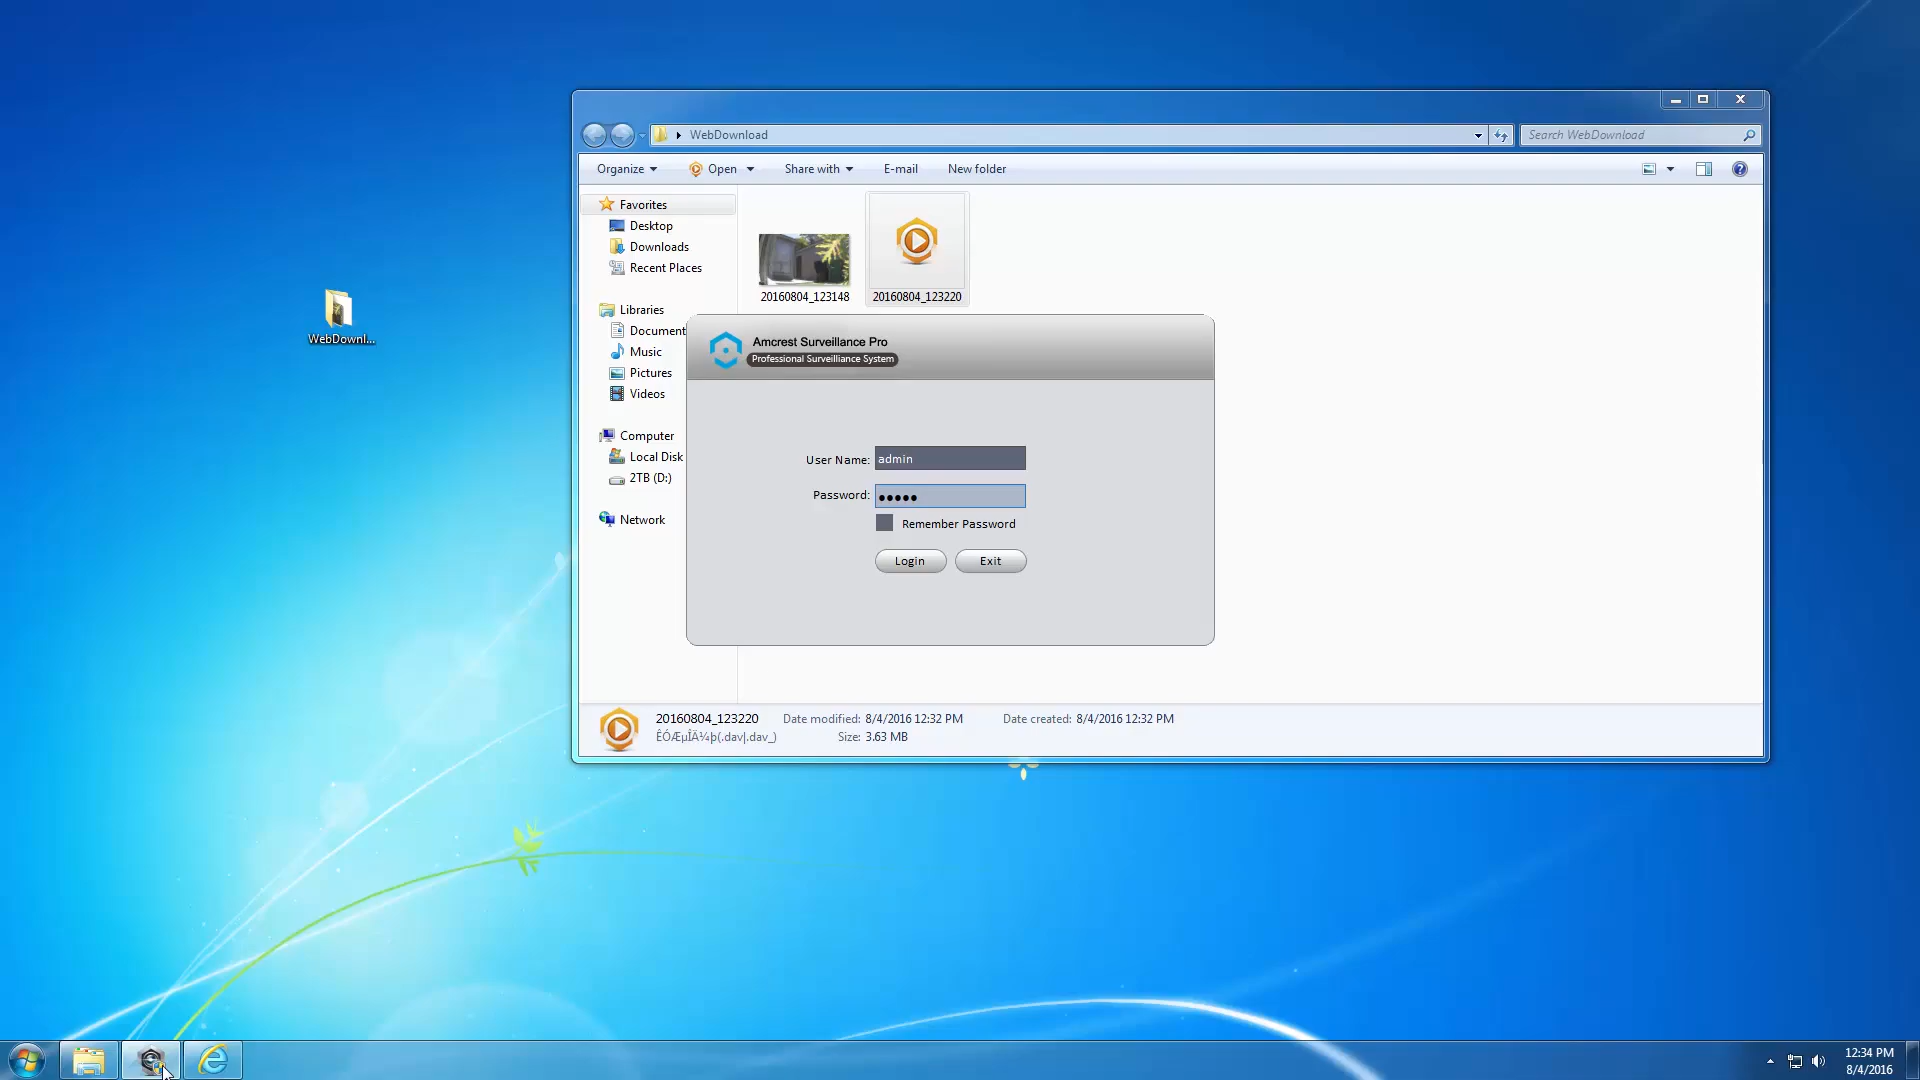 WebDownload
Search WebDownload
Organize
Open
Share with
E-mail
New folder
Favorites
Desktop
Downloads
Recent Places
Libraries
Document
Music
Pictures
Videos
Computer
Local Disk
2TB (D:)
Network
20160804_123148
20160804_123220
WebDownl...
Amcrest Surveillance Pro
Professional Surveilliance System
User Name: admin
Password: ●●●●●
Remember Password
Login
Exit
20160804_123220
Date modified: 8/4/2016 12:32 PM
Date created: 8/4/2016 12:32 PM
ÊÓÆµÎÄ¼þ(.dav|.dav_)
Size: 3.63 MB
12:34 PM
8/4/2016